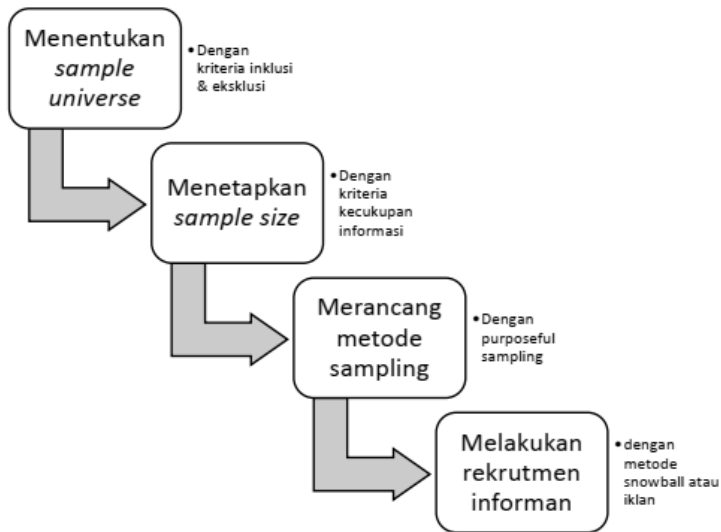 Menentukan
sample
universe
•Dengan
kriteria inklusi
& eksklusi
Menetapkan
sample size
•Dengan
kriteria
kecukupan
informasi
Merancang
metode
sampling
•Dengan
purposeful
sampling
Melakukan
rekrutmen
informan
•dengan
metode
snowball atau
iklan